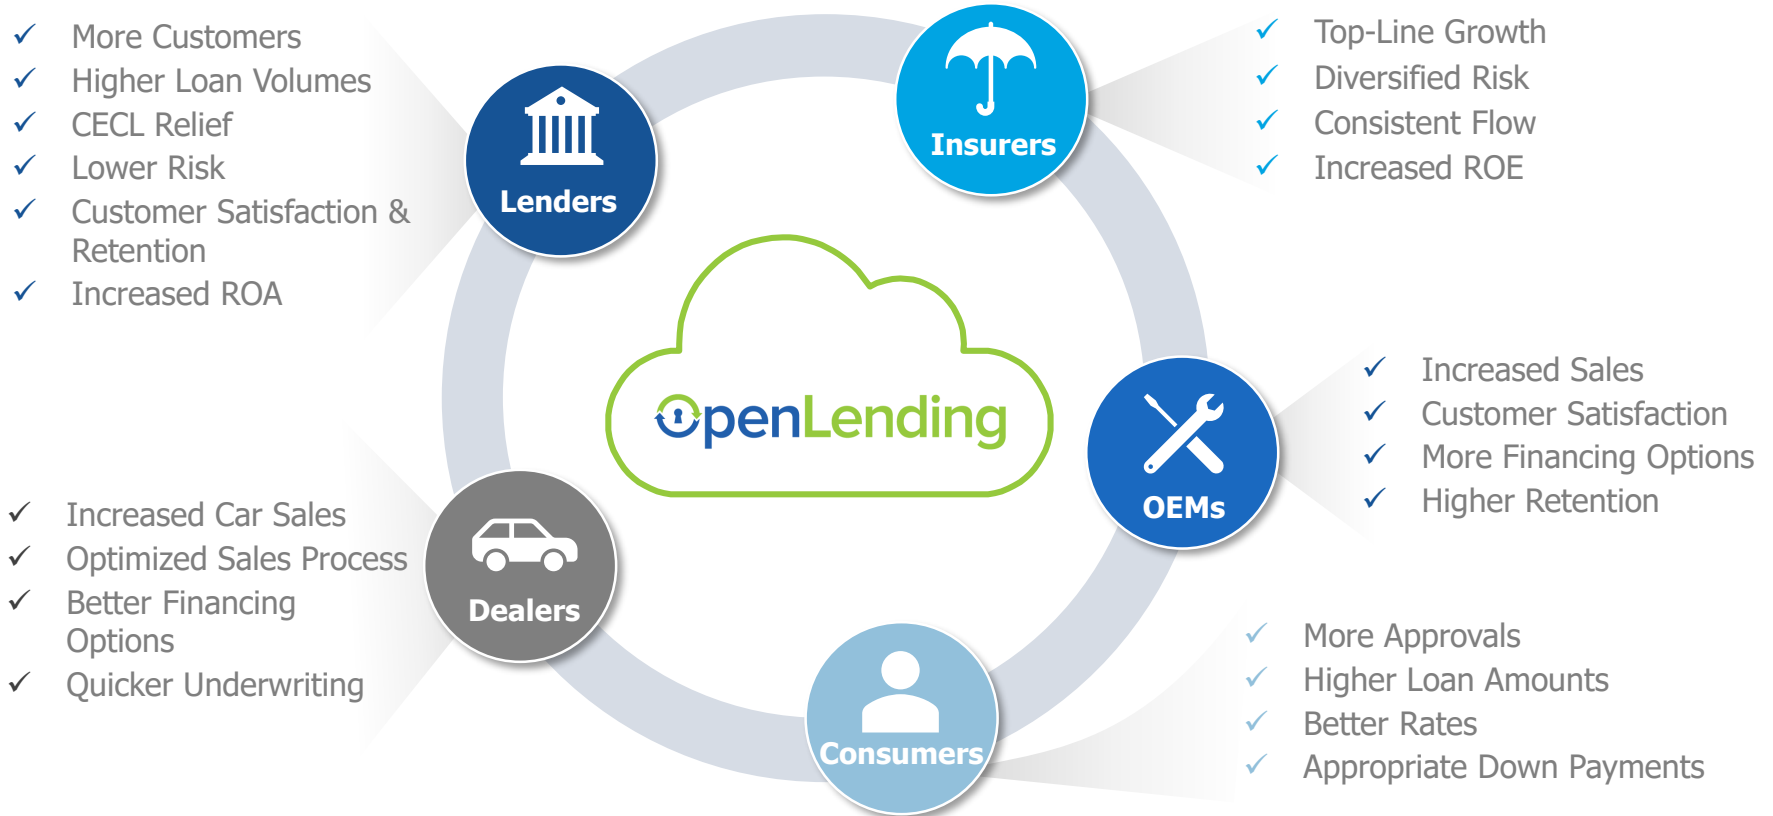 More Customers
Higher Loan Volumes
CECL Relief
Lower Risk
Customer Satisfaction &
Retention
Increased ROA
Lenders
Insurers
Top-Line Growth
Diversified Risk
Consistent Flow
Increased ROE
OpenLending
OEMs
Increased Sales
Customer Satisfaction
More Financing Options
Higher Retention
Increased Car Sales
Optimized Sales Process
Better Financing
Options
Quicker Underwriting
Dealers
Consumers
More Approvals
Higher Loan Amounts
Better Rates
Appropriate Down Payments